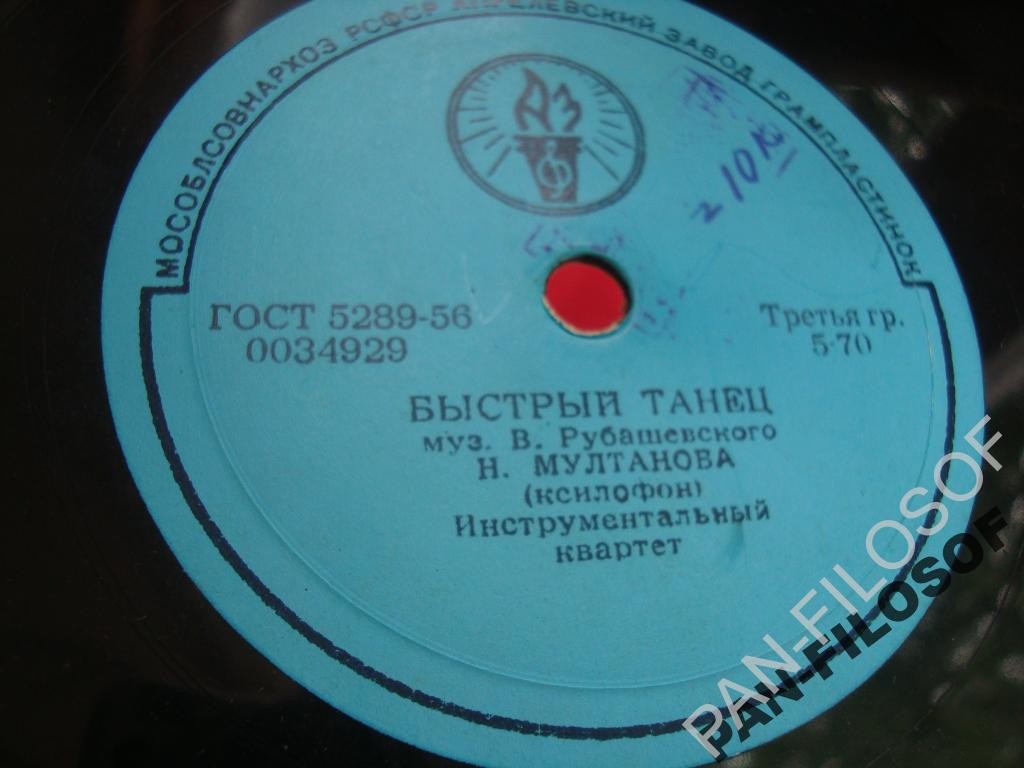 МОСОБЛСОВНАРХОЗ РСФСР АПРЕЛЕВСКИЙ ЗАВОД ГРАМПЛАСТИНОК
АЗ
ГОСТ 5289-56
0034929
Третья гр.
5-70
БЫСТРЫЙ ТАНЕЦ
муз. В. Рубашевского
Н. МУЛТАНОВА
(ксилофон)
Инструментальный
квартет
PAN-FILOSOF
PAN-FILOSOF